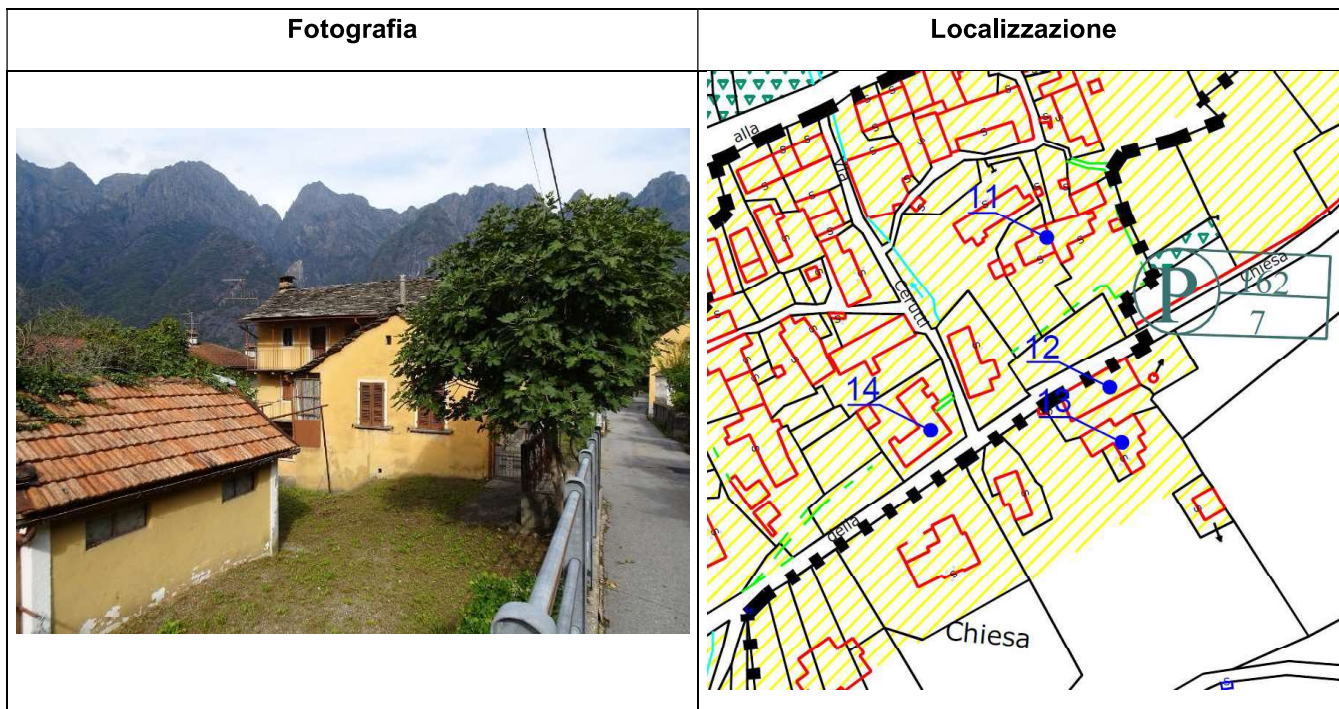 Fotografia
Localizzazione
alla
Via
Cerutti
11
P
162
7
Chiesa
12
13
14
della
Chiesa